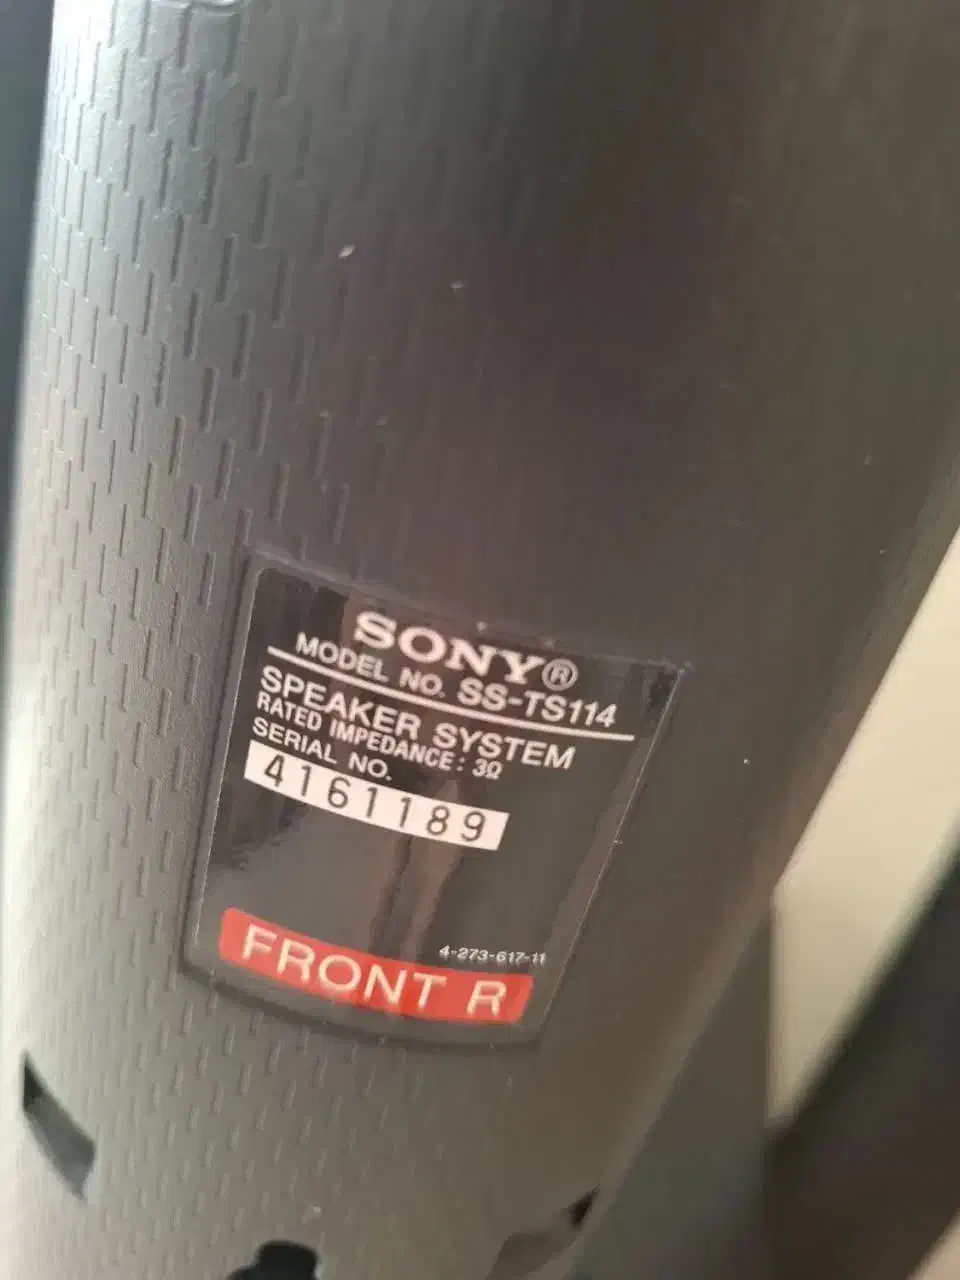 SONY®
MODEL NO. SS-TS114
SPEAKER SYSTEM
RATED IMPEDANCE: 3Ω
SERIAL NO.
4161189
4-273-617-11
FRONT R